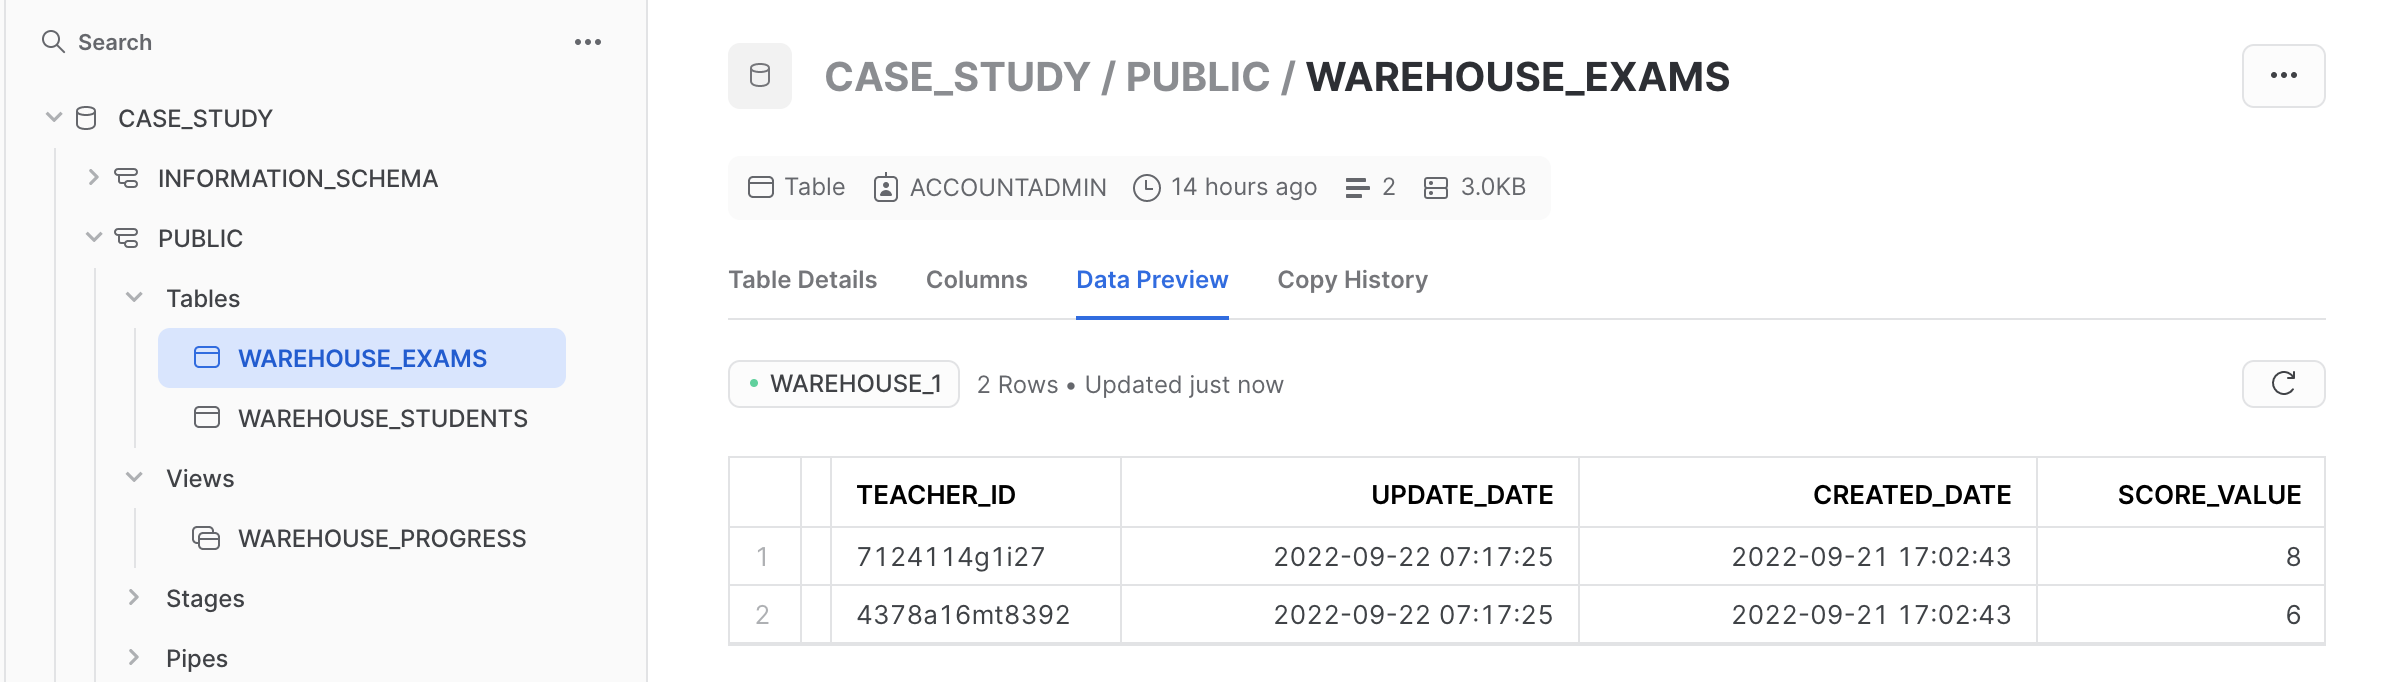 Search
CASE_STUDY
INFORMATION_SCHEMA
PUBLIC
Tables
WAREHOUSE_EXAMS
WAREHOUSE_STUDENTS
Views
WAREHOUSE_PROGRESS
Stages
Pipes
CASE_STUDY / PUBLIC / WAREHOUSE_EXAMS
Table ACCOUNTADMIN 14 hours ago 2 3.0KB
Table Details Columns Data Preview Copy History
WAREHOUSE_1 2 Rows • Updated just now
TEACHER_ID UPDATE_DATE CREATED_DATE SCORE_VALUE
1 7124114g1i27 2022-09-22 07:17:25 2022-09-21 17:02:43 8
2 4378a16mt8392 2022-09-22 07:17:25 2022-09-21 17:02:43 6